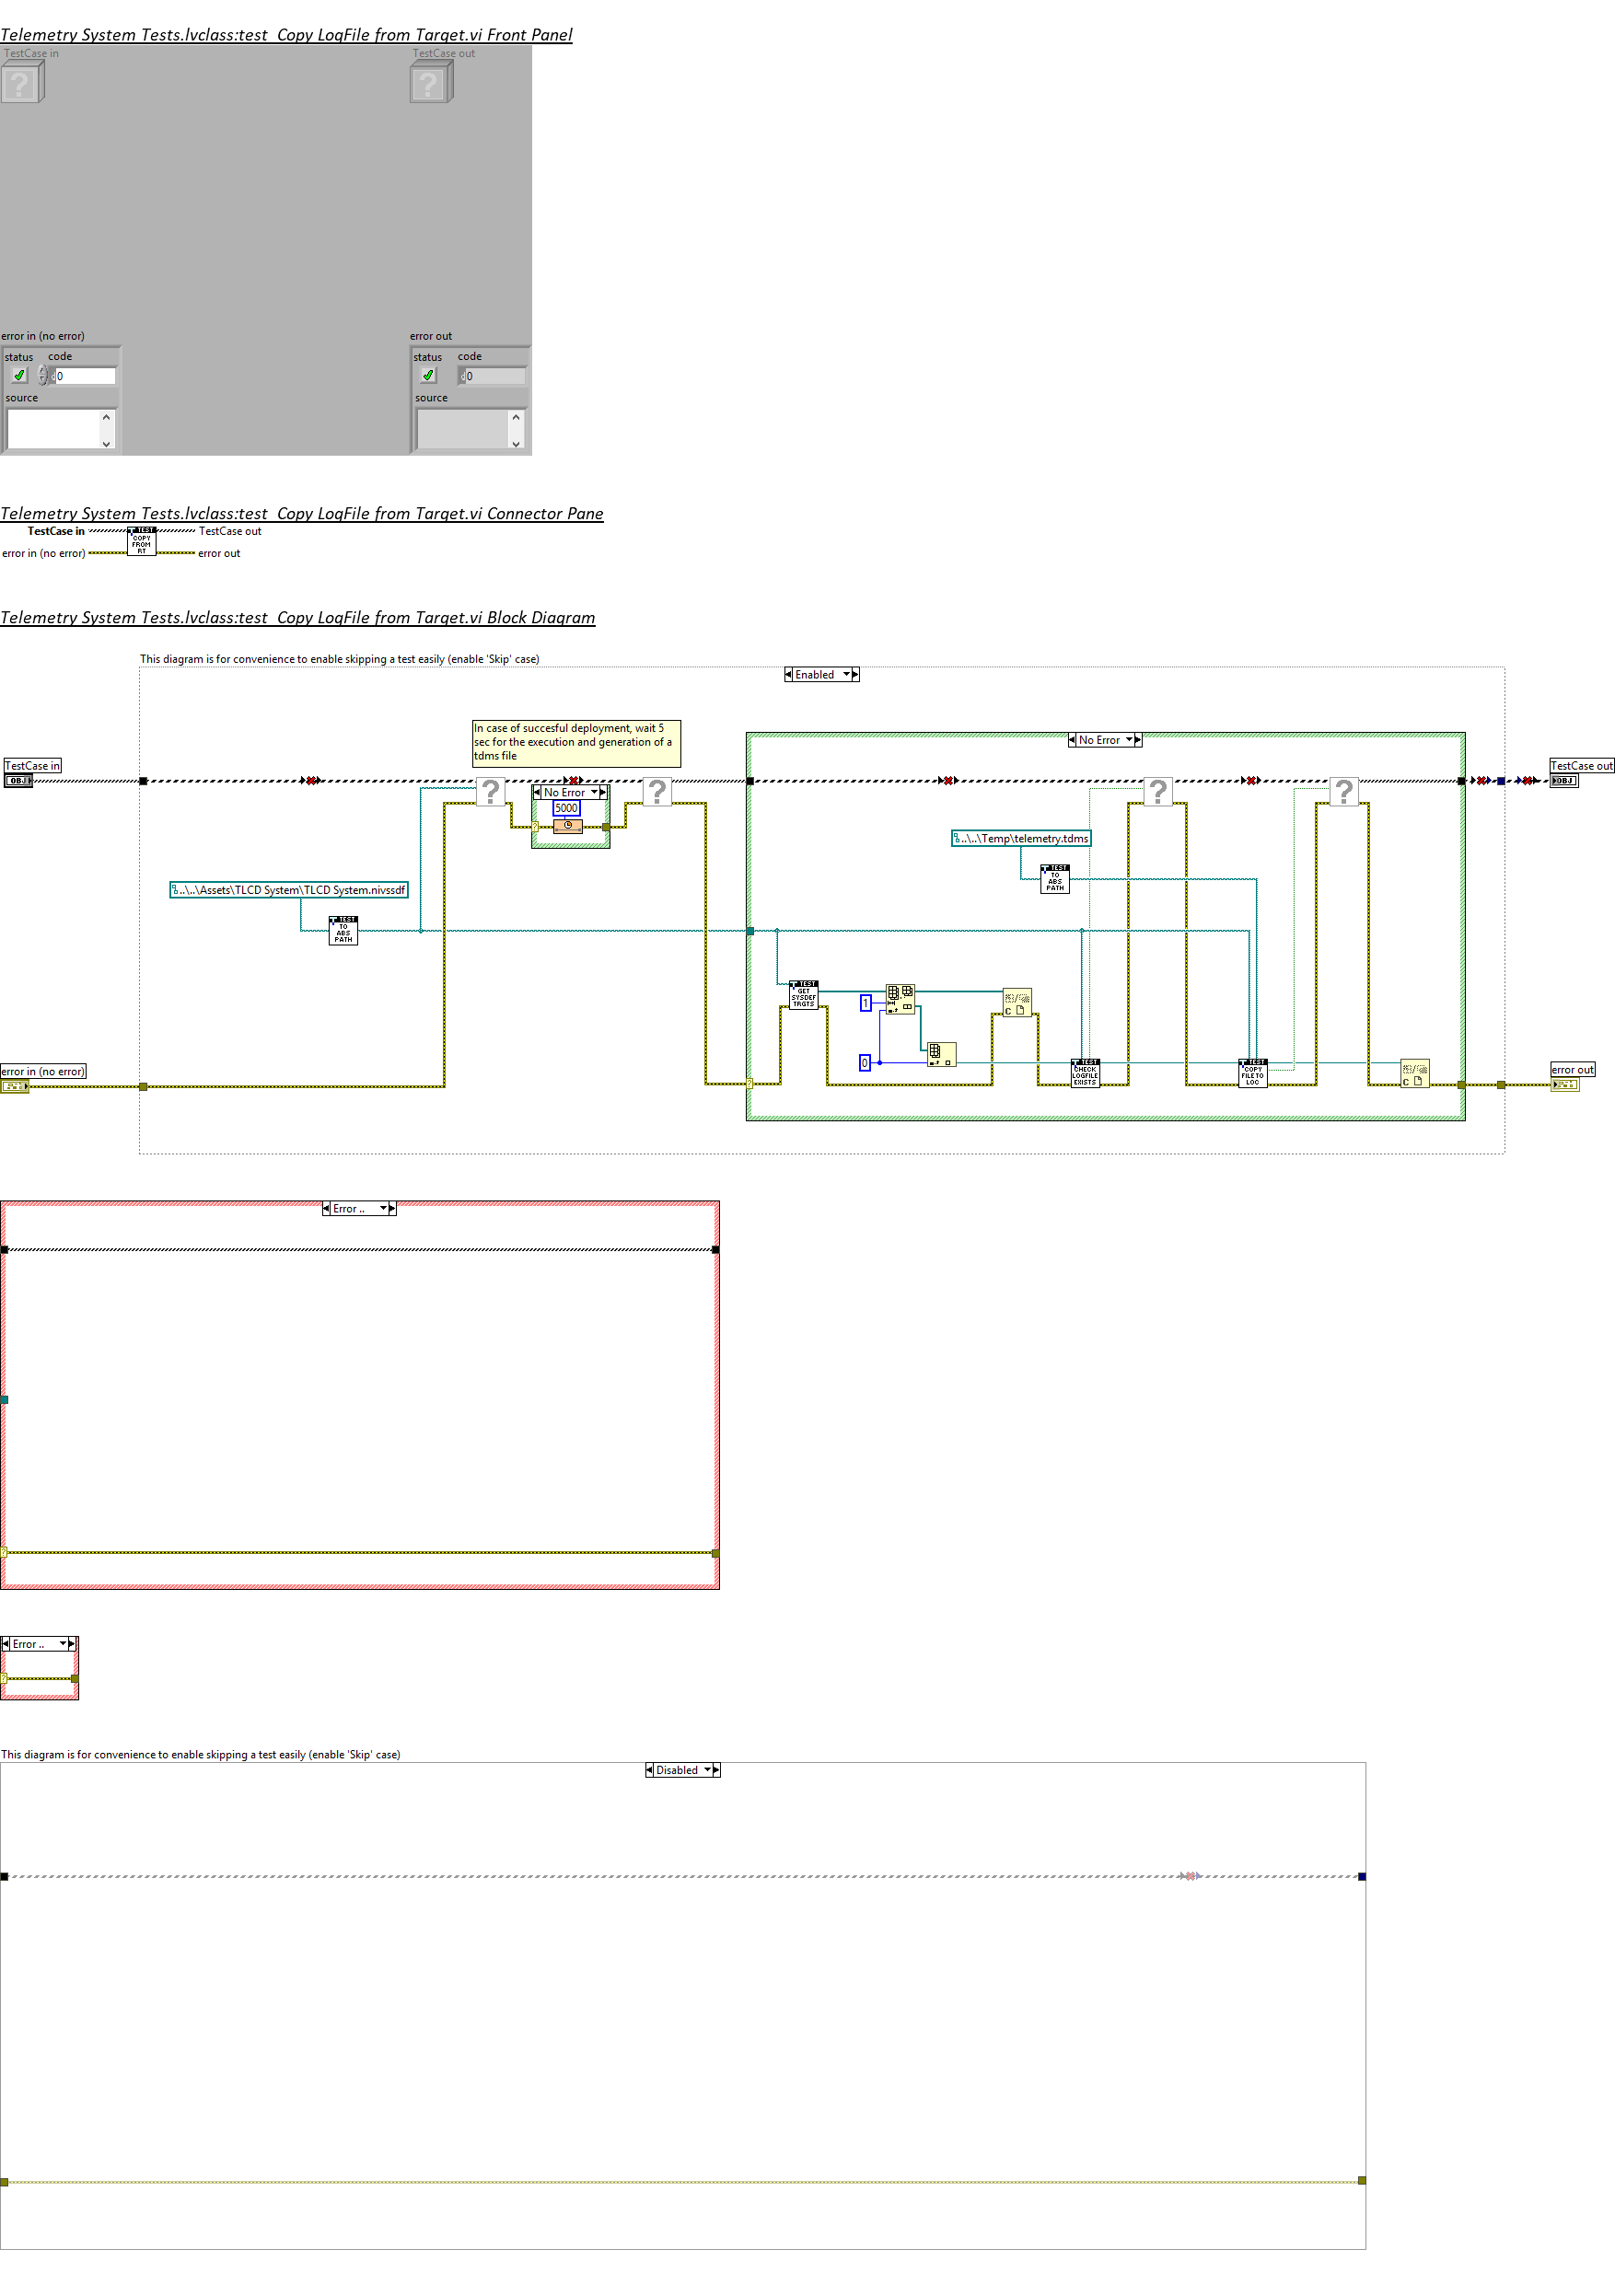 Telemetry System Tests.lvclass:test_Copy LogFile from Target.vi Front Panel
TestCase in
TestCase out
error in (no error)
error out
status code
status code
0
0
source
source
Telemetry System Tests.lvclass:test_Copy LogFile from Target.vi Connector Pane
TestCase in
TestCase out
TEST
COPY
FROM
RT
error in (no error)
error out
Telemetry System Tests.lvclass:test_Copy LogFile from Target.vi Block Diagram
This diagram is for convenience to enable skipping a test easily (enable 'Skip' case)
Enabled
In case of succesful deployment, wait 5
sec for the execution and generation of a
tdms file
No Error
TestCase in
OBJ
TestCase out
OBJ
?
No Error
5000
?
?
?
..\..\Temp\telemetry.tdms
TEST
TO
ABS
PATH
..\..\Assets\TLCD System\TLCD System.nivssdf
TEST
TO
ABS
PATH
TEST
GET
SYSDEF
TRGTS
1
0
TEST
CHECK
LOGFILE
EXISTS
TEST
COPY
FILE TO
LOC
error in (no error)
error out
Error ..
Error ..
This diagram is for convenience to enable skipping a test easily (enable 'Skip' case)
Disabled